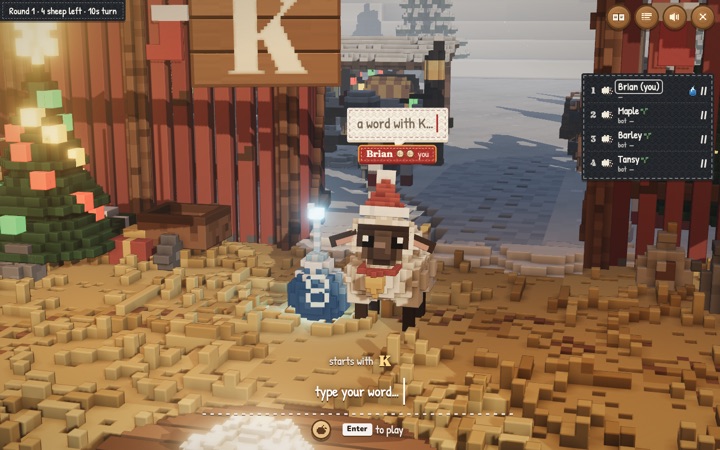 Round 1 · 4 sheep left · 10s turn
K
a word with K...
Brian you
1 Brian (you)
–
2 Maple
bot –
3 Barley
bot –
4 Tansy
bot –
8
starts with K
type your word...
Enter to play